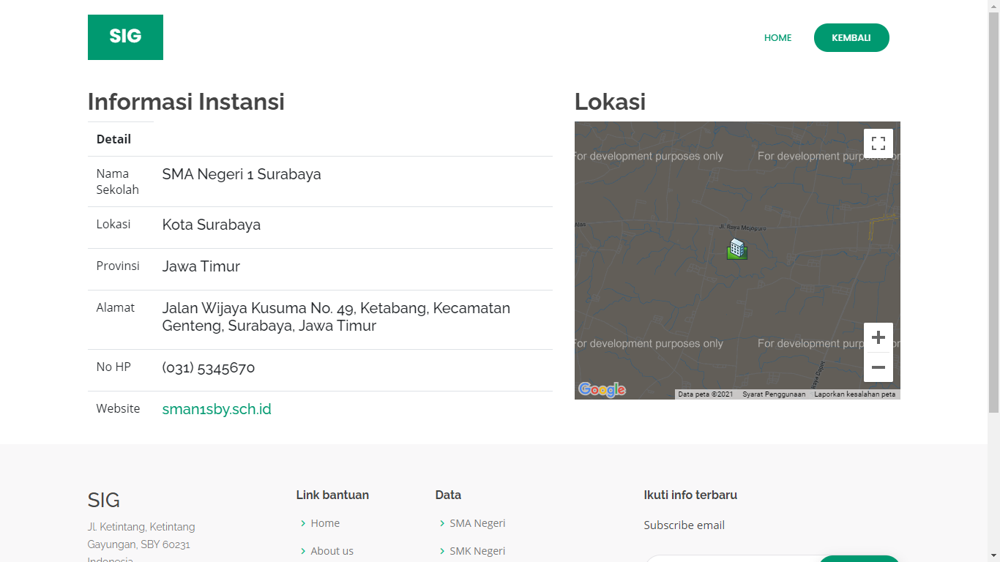 SIG
HOME
KEMBALI
Informasi Instansi
Detail
Nama
Sekolah
SMA Negeri 1 Surabaya
Lokasi
Kota Surabaya
Provinsi
Jawa Timur
Alamat
Jalan Wijaya Kusuma No. 49, Ketabang, Kecamatan
Genteng, Surabaya, Jawa Timur
No HP
(031) 5345670
Website
sman1sby.sch.id
Lokasi
For development purposes only
For development purposes or
Jl. Raya Mojopuro
For development purposes only
For development purp or
Google
Data peta ©2021
Syarat Penggunaan
Laporkan kesalahan peta
SIG
Jl. Ketintang, Ketintang
Gayungan, SBY 60231
Indonesia
Link bantuan
Home
About us
Data
SMA Negeri
SMK Negeri
Ikuti info terbaru
Subscribe email